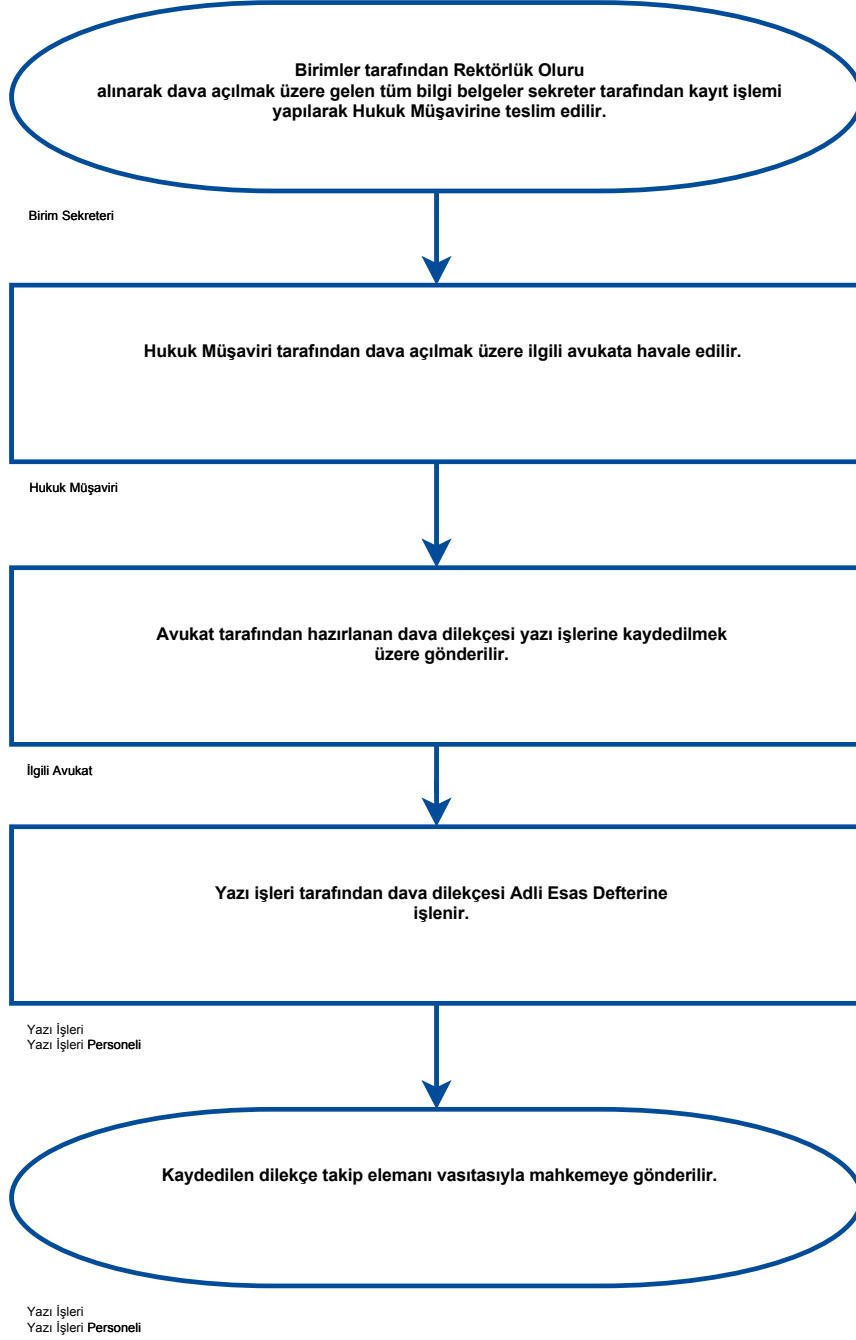 Birimler tarafından Rektörlük Oluru
alınarak dava açılmak üzere gelen tüm bilgi belgeler sekreter tarafından kayıt işlemi
yapılarak Hukuk Müşavirine teslim edilir.
Birim Sekreteri
Hukuk Müşaviri tarafından dava açılmak üzere ilgili avukata havale edilir.
Hukuk Müşaviri
Avukat tarafından hazırlanan dava dilekçesi yazı işlerine kaydedilmek
üzere gönderilir.
İlgili Avukat
Yazı işleri tarafından dava dilekçesi Adli Esas Defterine
işlenir.
Yazı İşleri
Yazı İşleri Personeli
Kaydedilen dilekçe takip elemanı vasıtasıyla mahkemeye gönderilir.
Yazı İşleri
Yazı İşleri Personeli